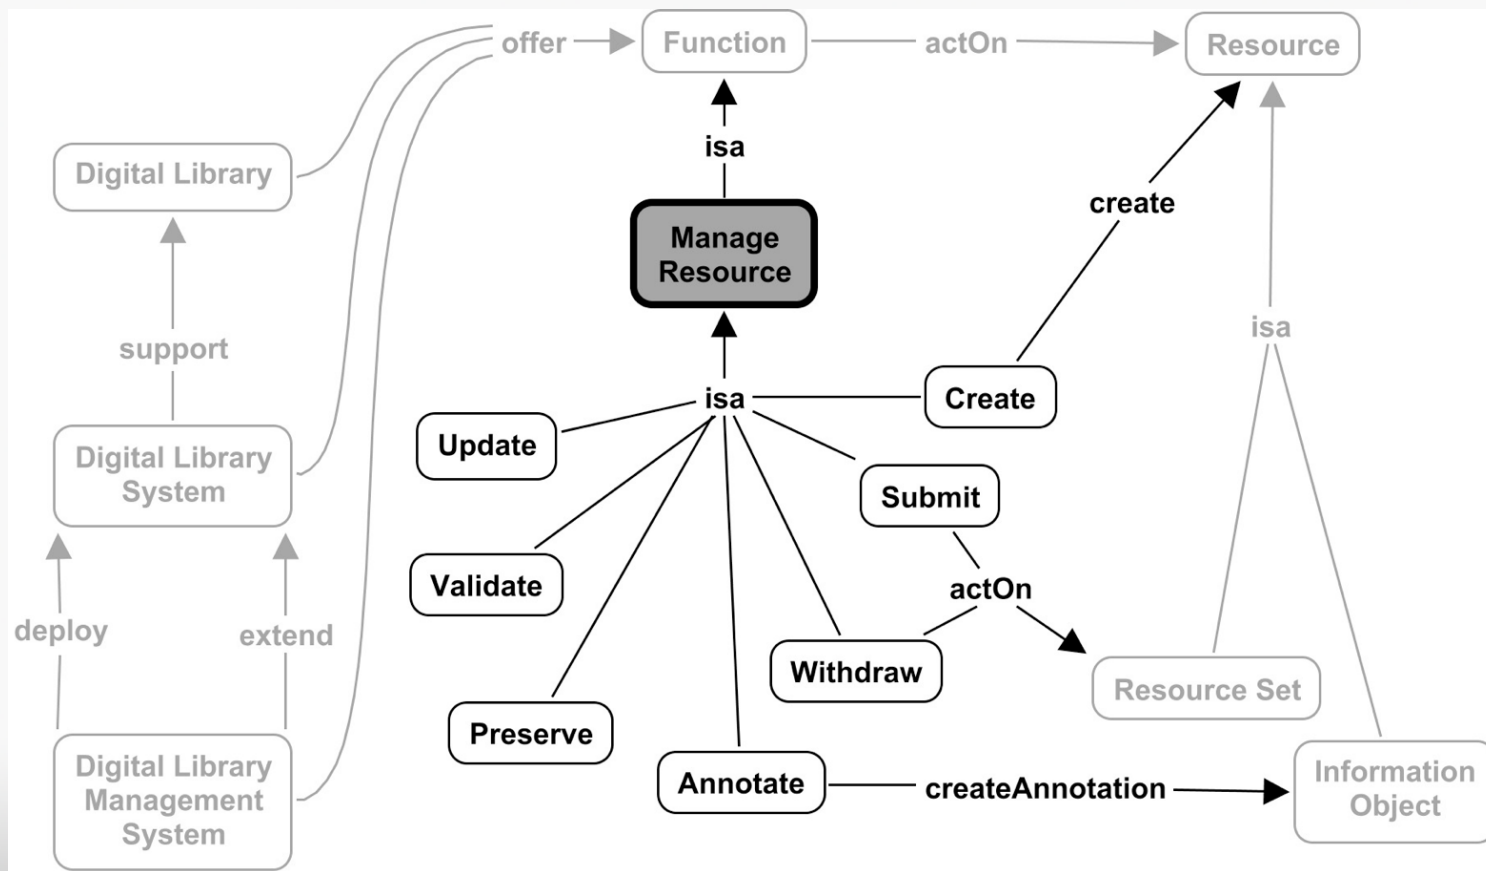 offer
Function
actOn
Resource
isa
Digital Library
create
Manage
Resource
support
isa
isa
Create
Update
Digital Library
System
Submit
Validate
actOn
deploy
extend
Withdraw
Resource Set
Preserve
Digital Library
Management
System
Annotate
createAnnotation
Information
Object